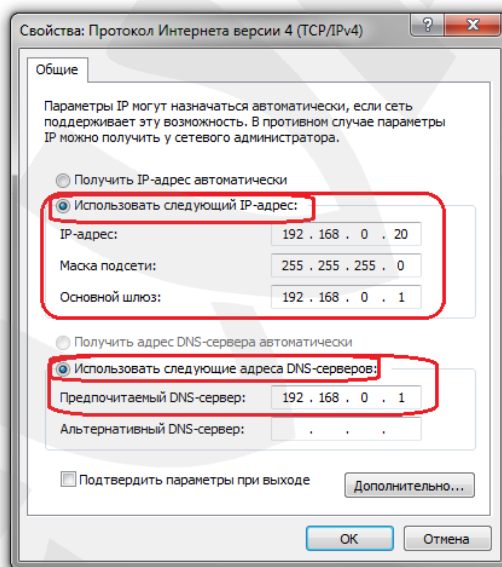 Свойства: Протокол Интернета версии 4 (TCP/IPv4)
Общие
Параметры IP могут назначаться автоматически, если сеть
поддерживает эту возможность. В противном случае параметры
IP можно получить у сетевого администратора.
Получить IP-адрес автоматически
Использовать следующий IP-адрес:
IP-адрес: 192 . 168 . 0 . 20
Маска подсети: 255 . 255 . 255 . 0
Основной шлюз: 192 . 168 . 0 . 1
Получить адрес DNS-сервера автоматически
Использовать следующие адреса DNS-серверов:
Предпочитаемый DNS-сервер: 192 . 168 . 0 . 1
Альтернативный DNS-сервер: . . .
Подтвердить параметры при выходе
Дополнительно...
OK Отмена